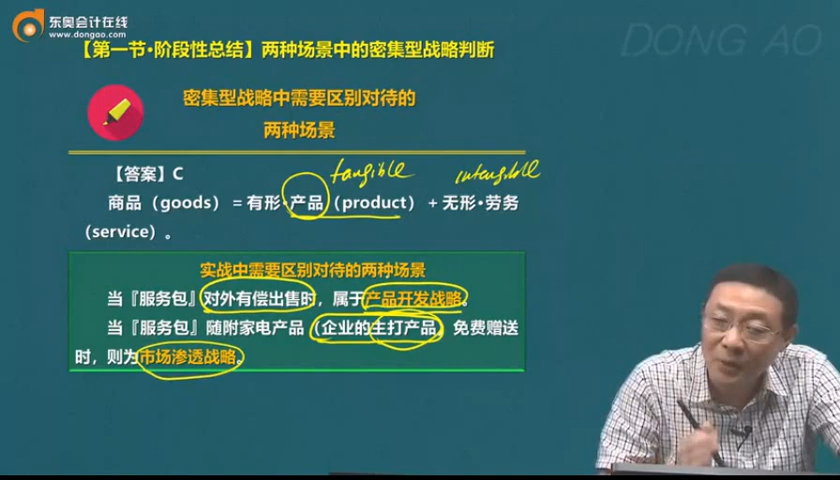 东奥会计在线
www.dongao.com
DONG AO
【第一节·阶段性总结】两种场景中的密集型战略判断
密集型战略中需要区别对待的
两种场景
【答案】C
tangible intangible
商品（goods）=有形·产品（product）+无形·劳务
（service）。
实战中需要区别对待的两种场景
当『服务包』对外有偿出售时，属于产品开发战略。
当『服务包』随附家电产品（企业的主打产品）免费赠送
时，则为市场渗透战略。